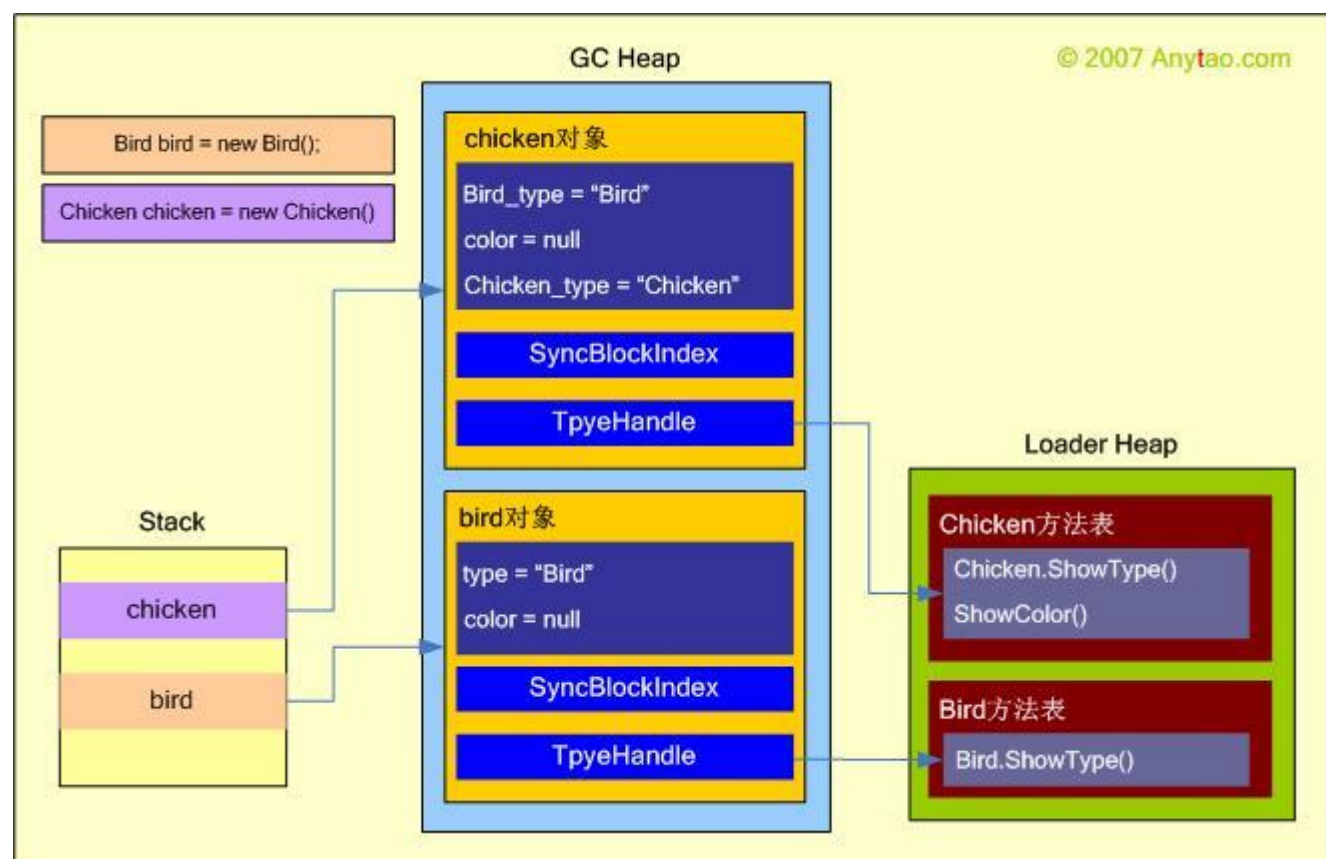 GC Heap
© 2007 Anytao.com
Bird bird = new Bird();
Chicken chicken = new Chicken()
chicken对象
Bird_type = “Bird”
color = null
Chicken_type = “Chicken”
SyncBlockIndex
TpyeHandle
bird对象
type = “Bird”
color = null
SyncBlockIndex
TpyeHandle
Stack
chicken
bird
Loader Heap
Chicken方法表
Chicken.ShowType()
ShowColor()
Bird方法表
Bird.ShowType()